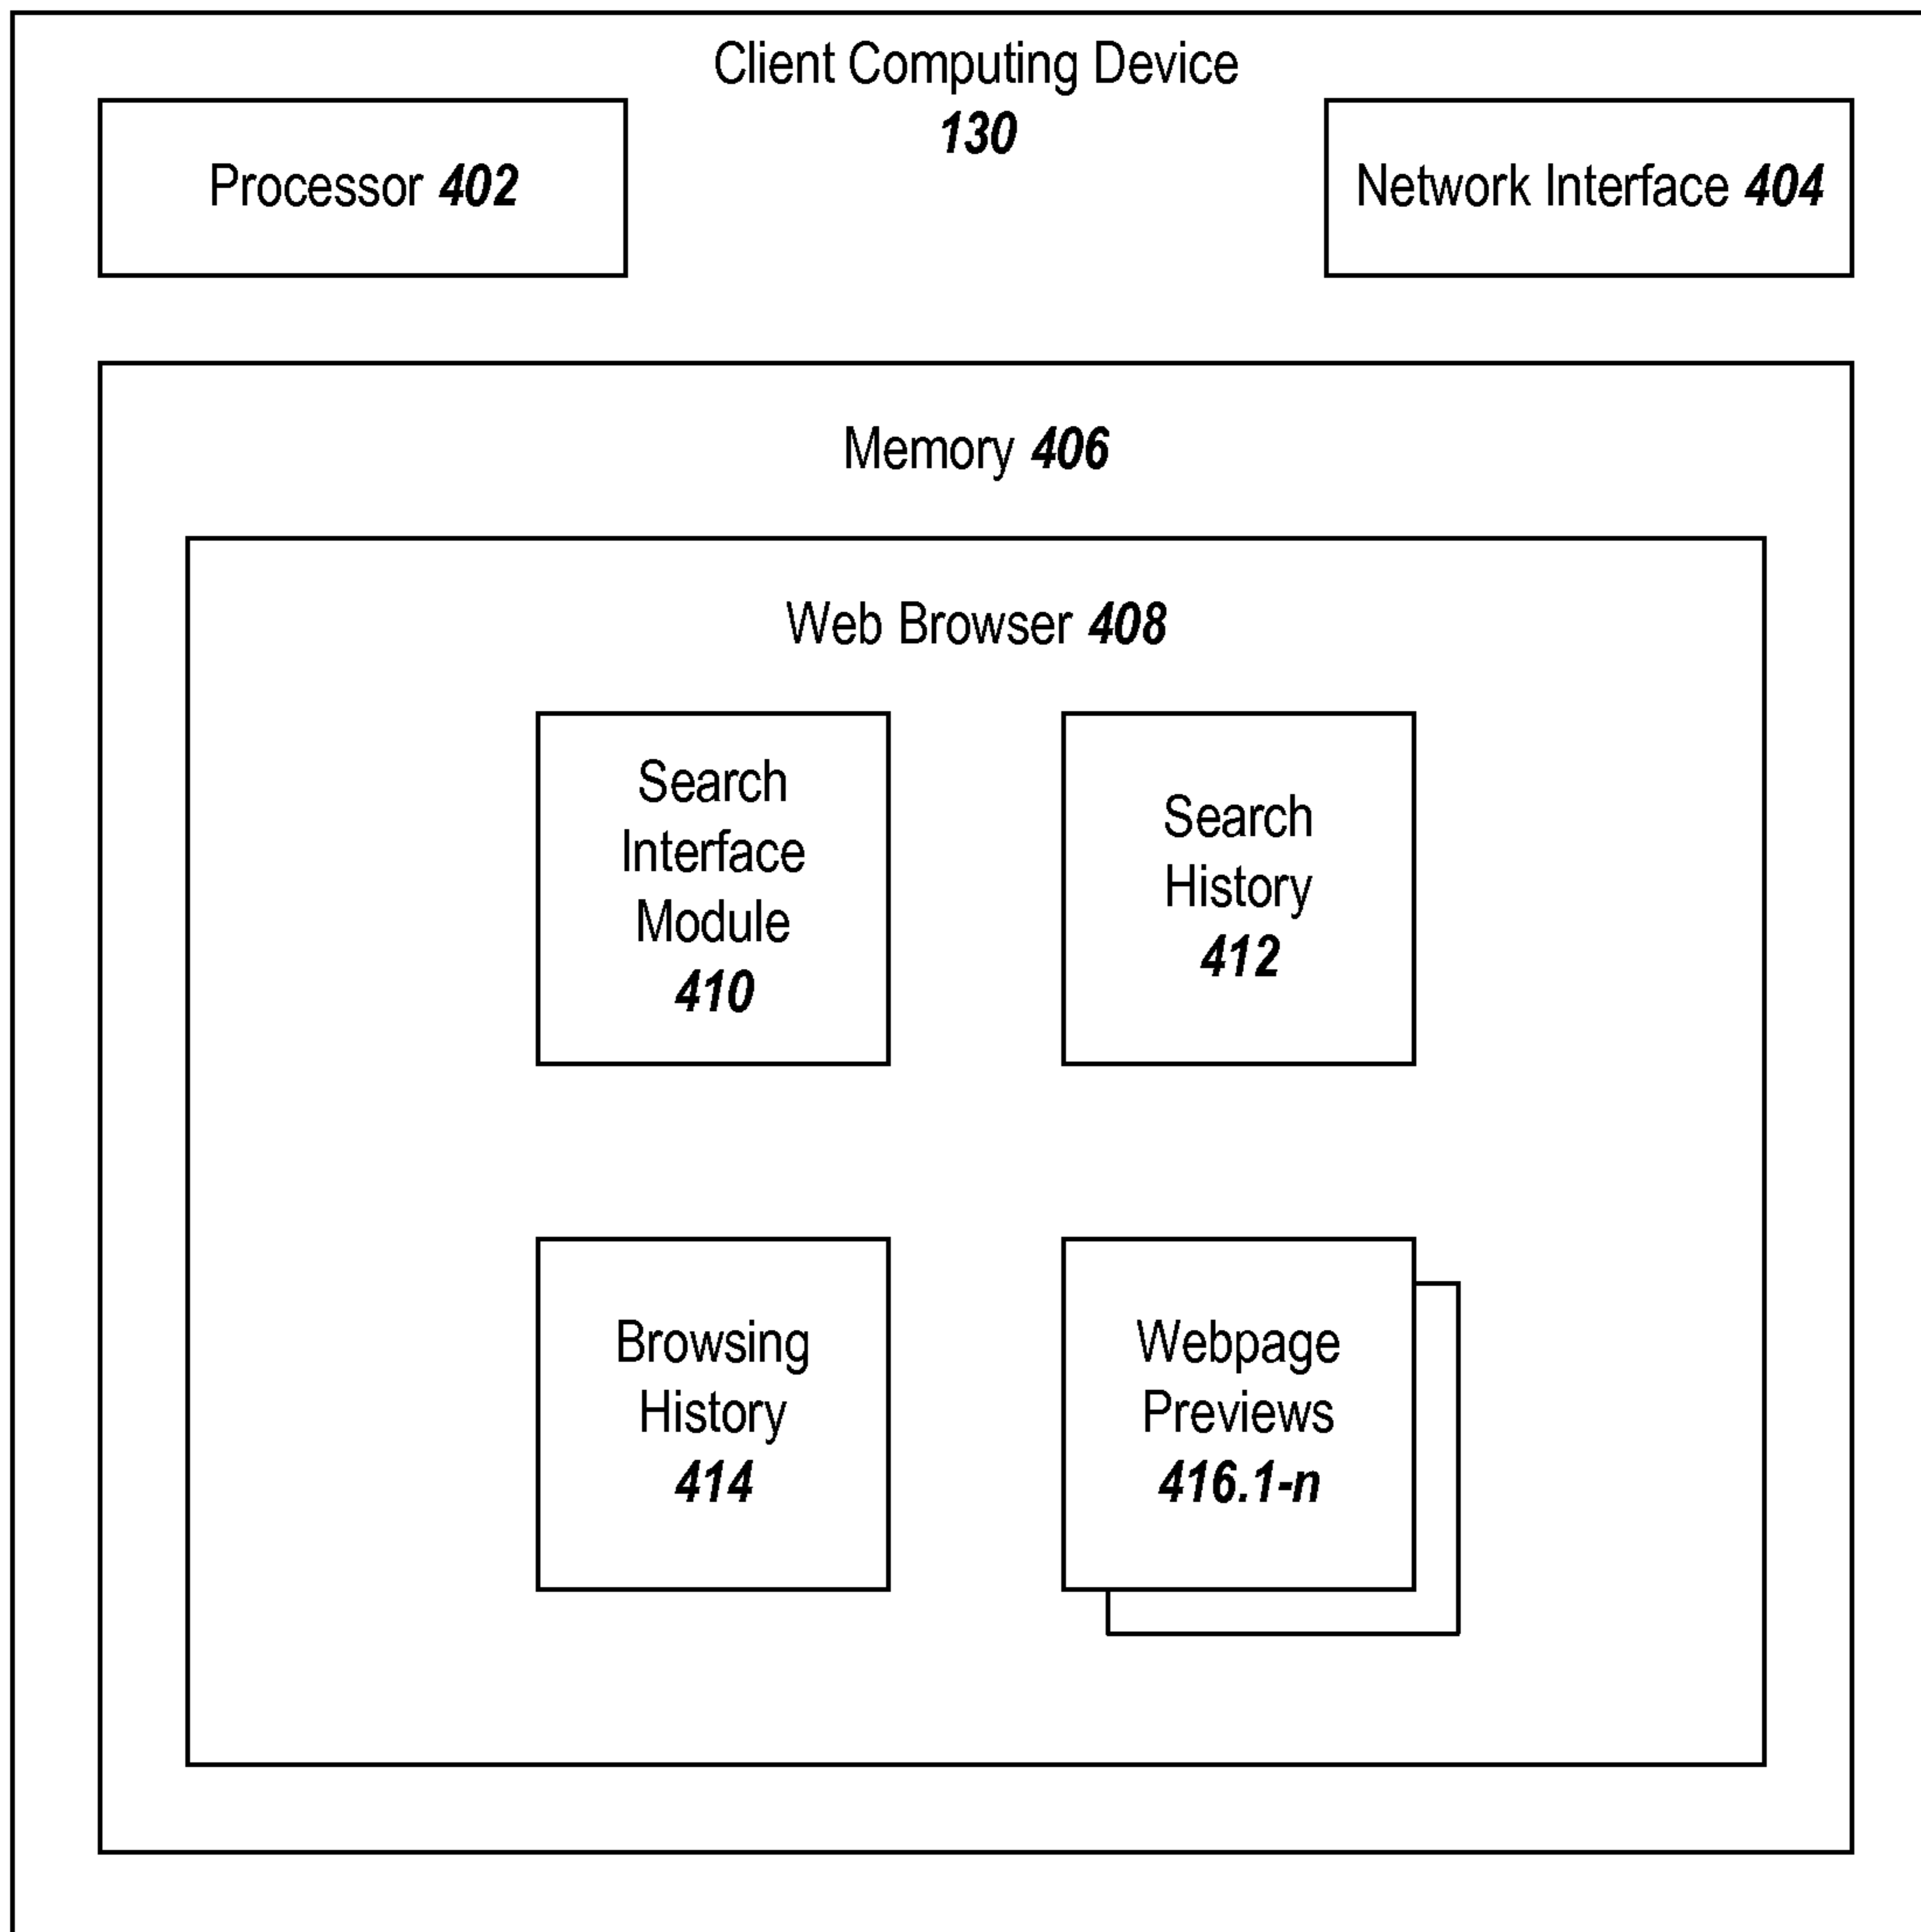 Client Computing Device
130
Processor 402
Network Interface 404
Memory 406
Web Browser 408
Search
Interface
Module
410
Search
History
412
Browsing
History
414
Webpage
Previews
416.1-n